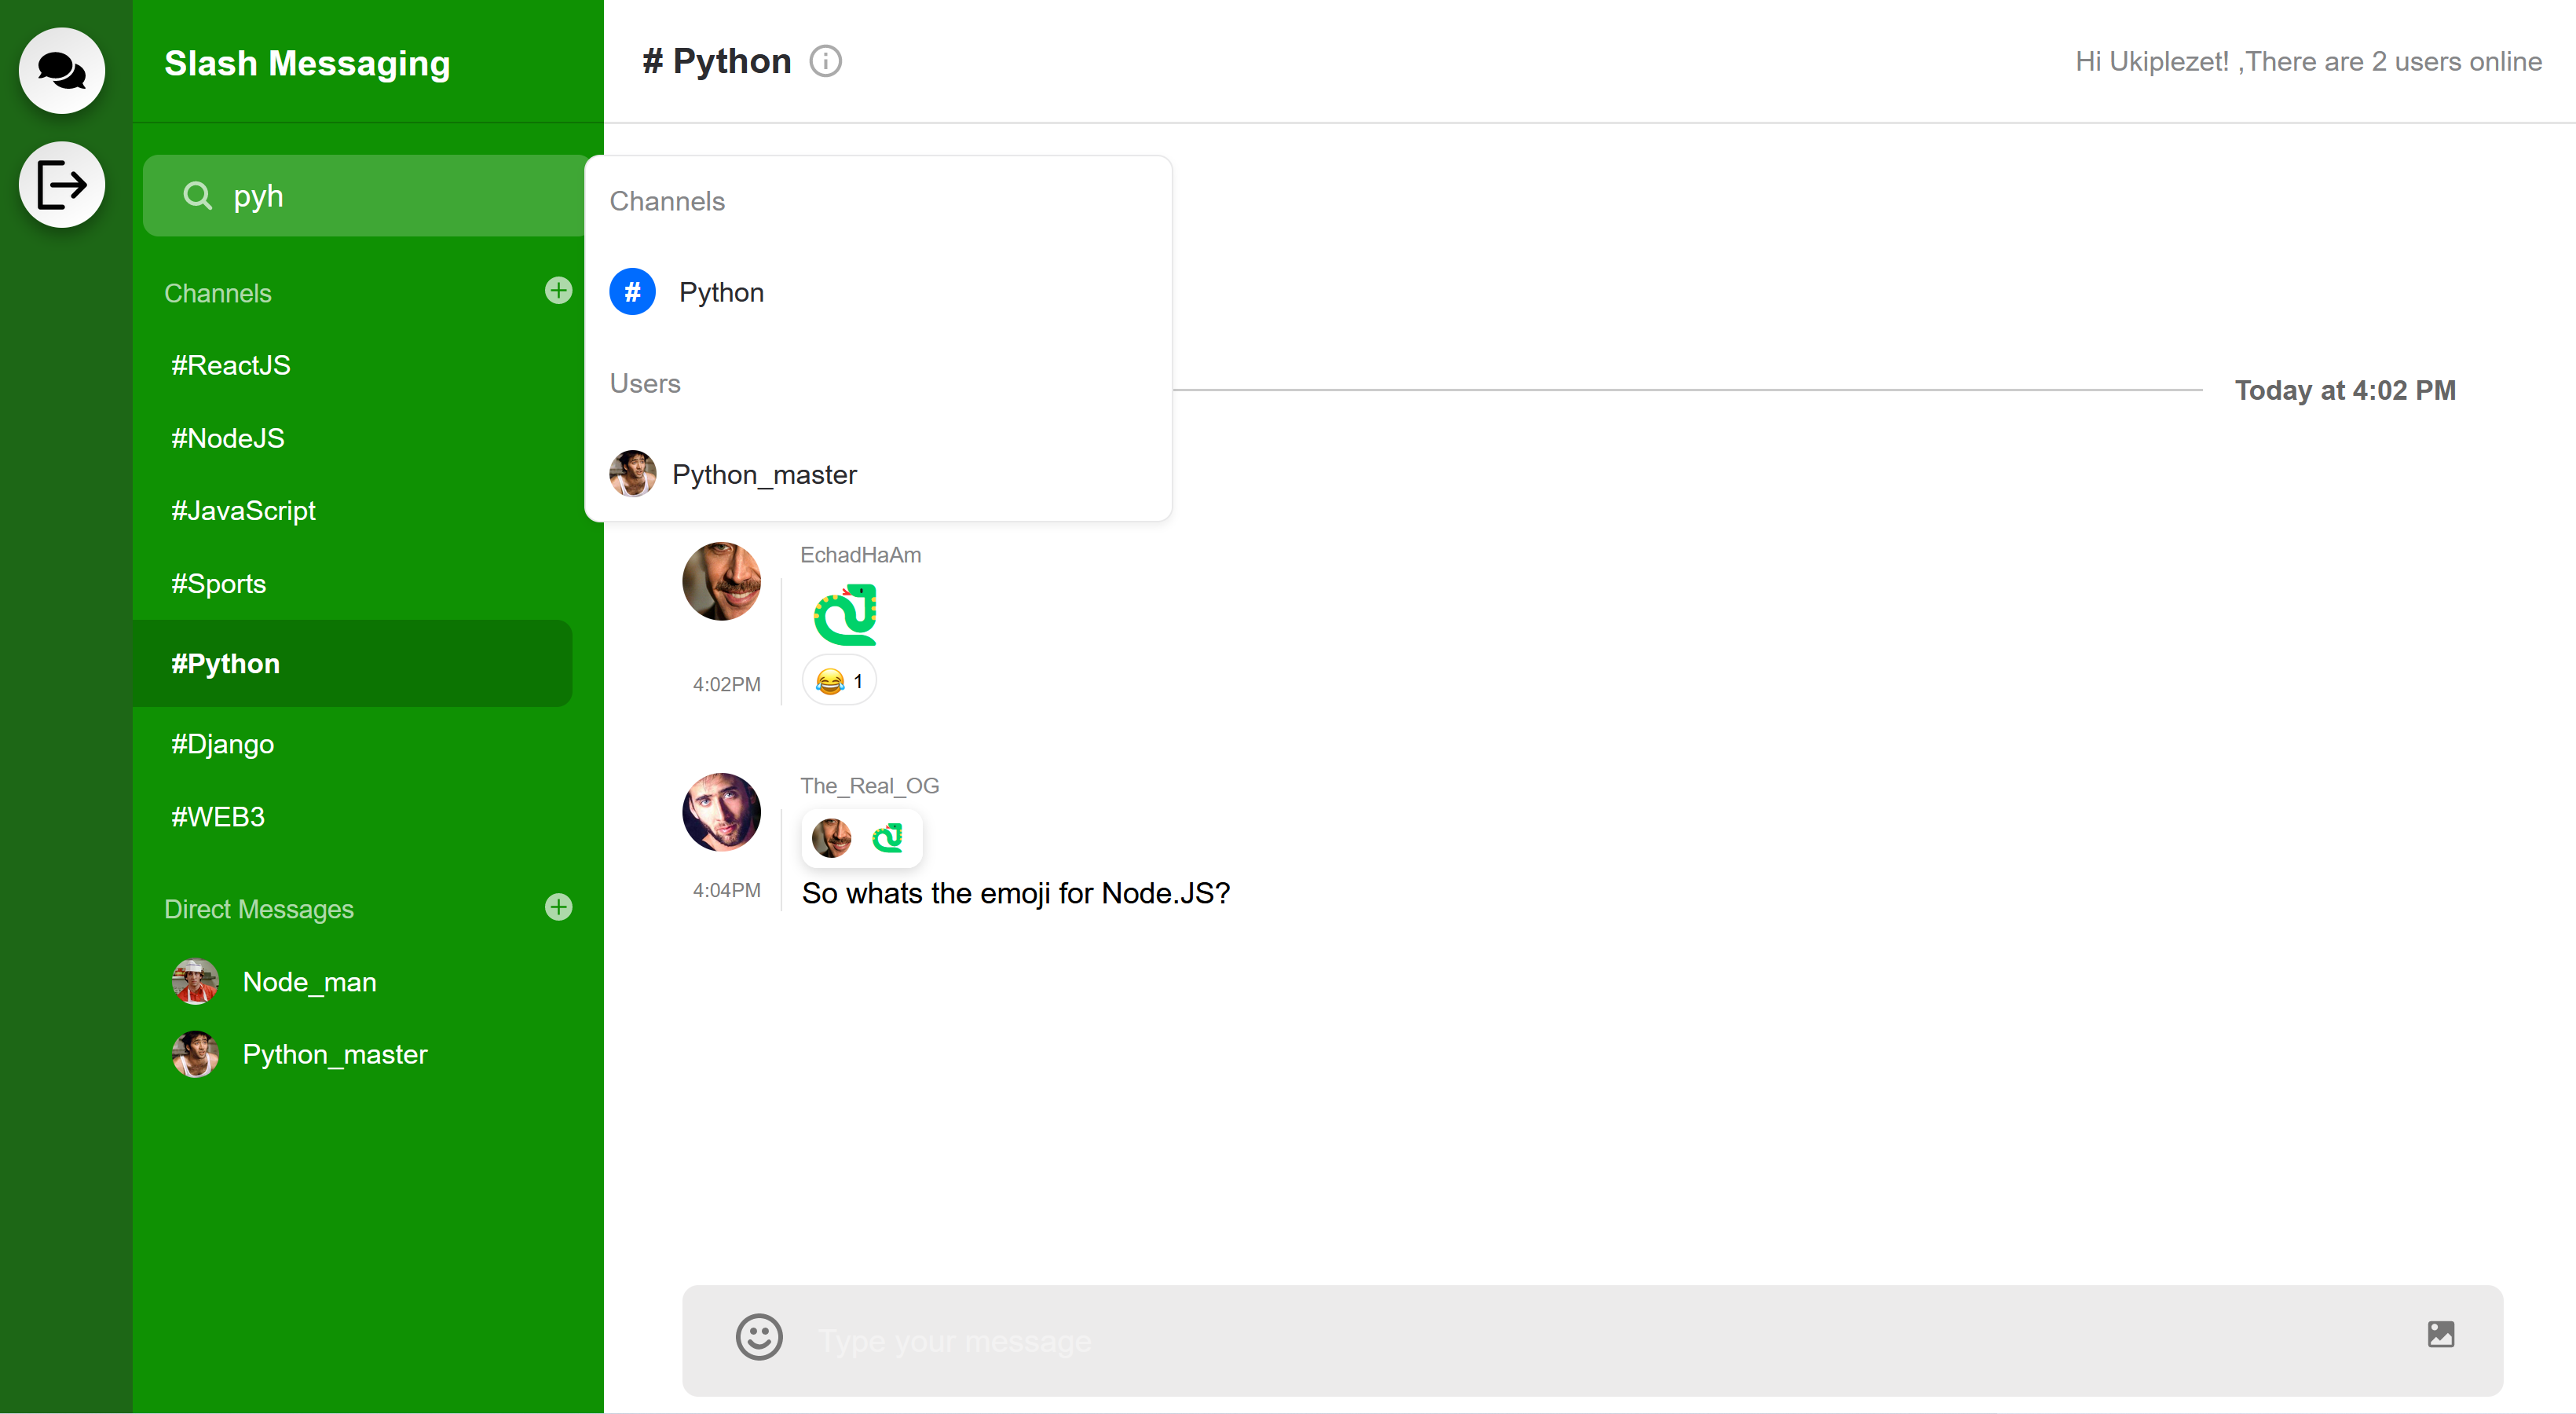 Slash Messaging
# Python
Hi Ukiplezet! ,There are 2 users online
pyh
Channels
#ReactJS
#NodeJS
#JavaScript
#Sports
#Python
#Django
#WEB3
Direct Messages
Node_man
Python_master
Channels
# Python
Users
Python_master
Today at 4:02 PM
EchadHaAm
😂 1
4:02PM
The_Real_OG
4:04PM
So whats the emoji for Node.JS?
Type your message